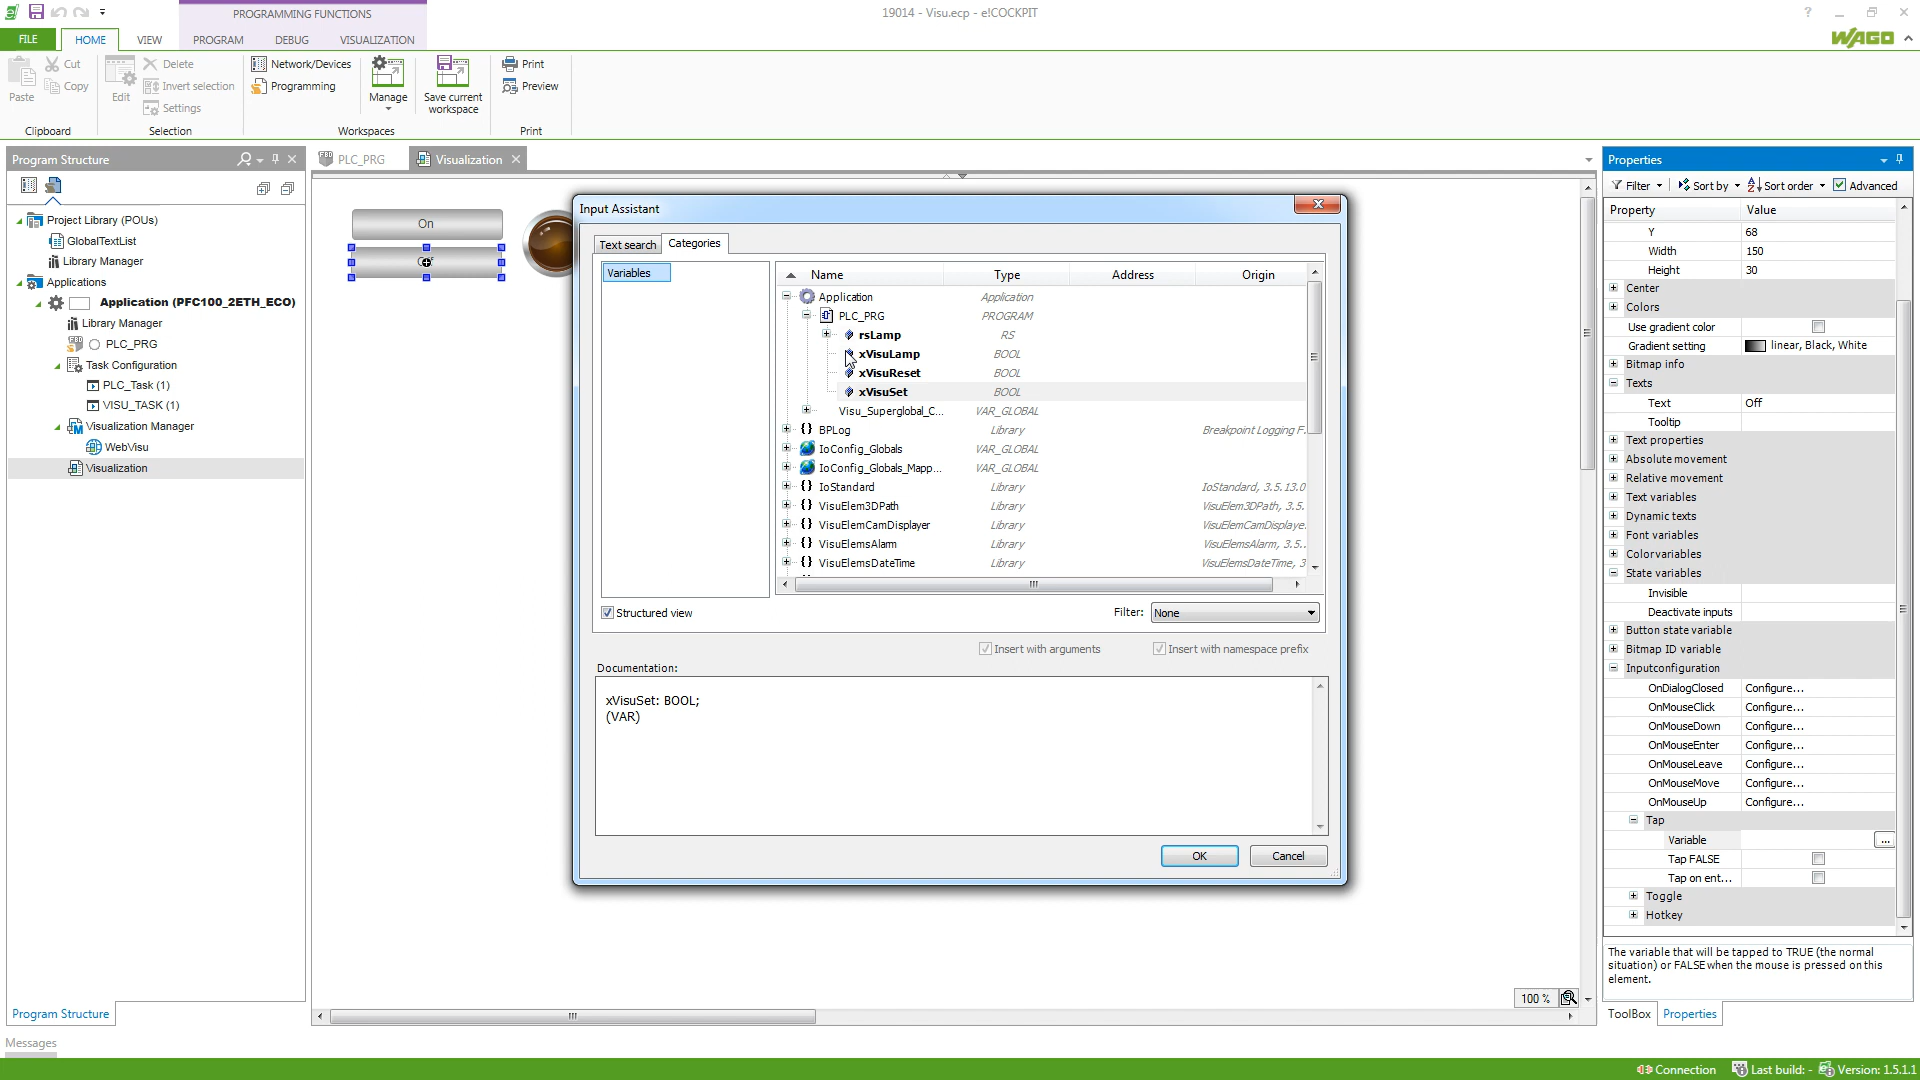 PROGRAMMING FUNCTIONS
19014 - Visu.ecp - e!COCKPIT
FILE HOME VIEW PROGRAM DEBUG VISUALIZATION
WAGO
Paste Cut Copy
Clipboard
Edit Delete Invert selection Settings
Selection
Network/Devices Programming
Manage
Save current workspace
Workspaces
Print
Preview
Print
Program Structure
Project Library (POUs)
GlobalTextList
Library Manager
Applications
Application (PFC100_2ETH_ECO)
Library Manager
PLC_PRG
Task Configuration
PLC_Task (1)
VISU_TASK (1)
Visualization Manager
WebVisu
Visualization
Program Structure
Messages
PLC_PRG Visualization
On
Input Assistant
Text search Categories
Variables
Name Type Address Origin
Application Application
PLC_PRG PROGRAM
rsLamp RS
xVisuLamp BOOL
xVisuReset BOOL
xVisuSet BOOL
Visu_Superglobal_C... VAR_GLOBAL
BPLog Library Breakpoint Logging F.
IoConfig_Globals VAR_GLOBAL
IoConfig_Globals_Mapp... VAR_GLOBAL
IoStandard Library IoStandard, 3.5.13.0
VisuElem3DPath Library VisuElem3DPath, 3.5.
VisuElemCamDisplayer Library VisuElemCamDisplaye.
VisuElemsAlarm Library VisuElemsAlarm, 3.5..
VisuElemsDateTime Library VisuElemsDateTime, 3
Structured view
Filter: None
Insert with arguments Insert with namespace prefix
Documentation:
xVisuSet: BOOL;
(VAR)
OK Cancel
100 %
Properties
Filter Sort by Sort order Advanced
Property Value
Y 68
Width 150
Height 30
Center
Colors
Use gradient color
Gradient setting linear, Black, White
Bitmap info
Texts
Text Off
Tooltip
Text properties
Absolute movement
Relative movement
Text variables
Dynamic texts
Font variables
Colorvariables
State variables
Invisible
Deactivate inputs
Button state variable
Bitmap ID variable
Inputconfiguration
OnDialogClosed Configure...
OnMouseClick Configure...
OnMouseDown Configure...
OnMouseEnter Configure...
OnMouseLeave Configure...
OnMouseMove Configure...
OnMouseUp Configure...
Tap
Variable ...
Tap FALSE
Tap on ent...
Toggle
Hotkey
The variable that will be tapped to TRUE (the normal
situation) or FALSE when the mouse is pressed on this
element.
ToolBox Properties
Connection Last build: - Version: 1.5.1.1